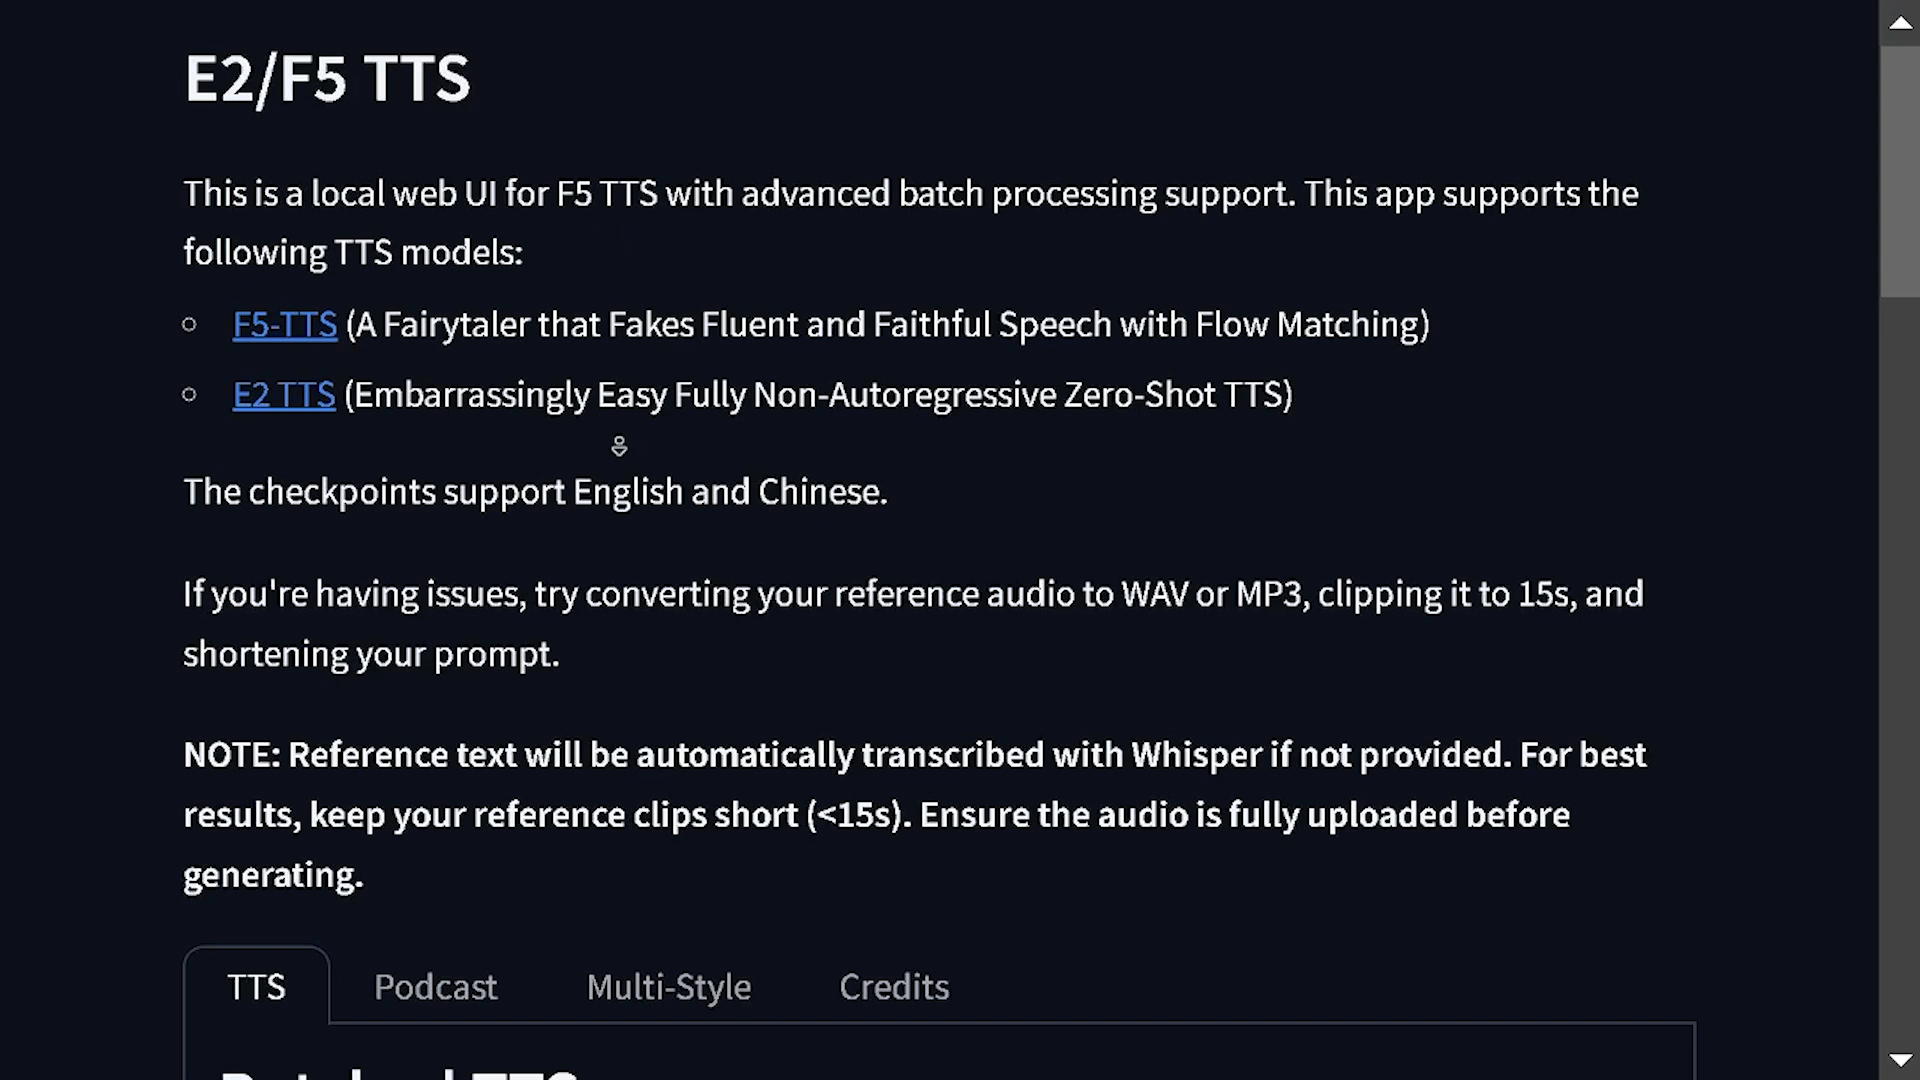 E2/F5 TTS
This is a local web UI for F5 TTS with advanced batch processing support. This app supports the
following TTS models:
F5-TTS (A Fairytaler that Fakes Fluent and Faithful Speech with Flow Matching)
E2 TTS (Embarrassingly Easy Fully Non-Autoregressive Zero-Shot TTS)
The checkpoints support English and Chinese.
If you're having issues, try converting your reference audio to WAV or MP3, clipping it to 15s, and
shortening your prompt.
NOTE: Reference text will be automatically transcribed with Whisper if not provided. For best
results, keep your reference clips short (<15s). Ensure the audio is fully uploaded before
generating.
TTS Podcast Multi-Style Credits